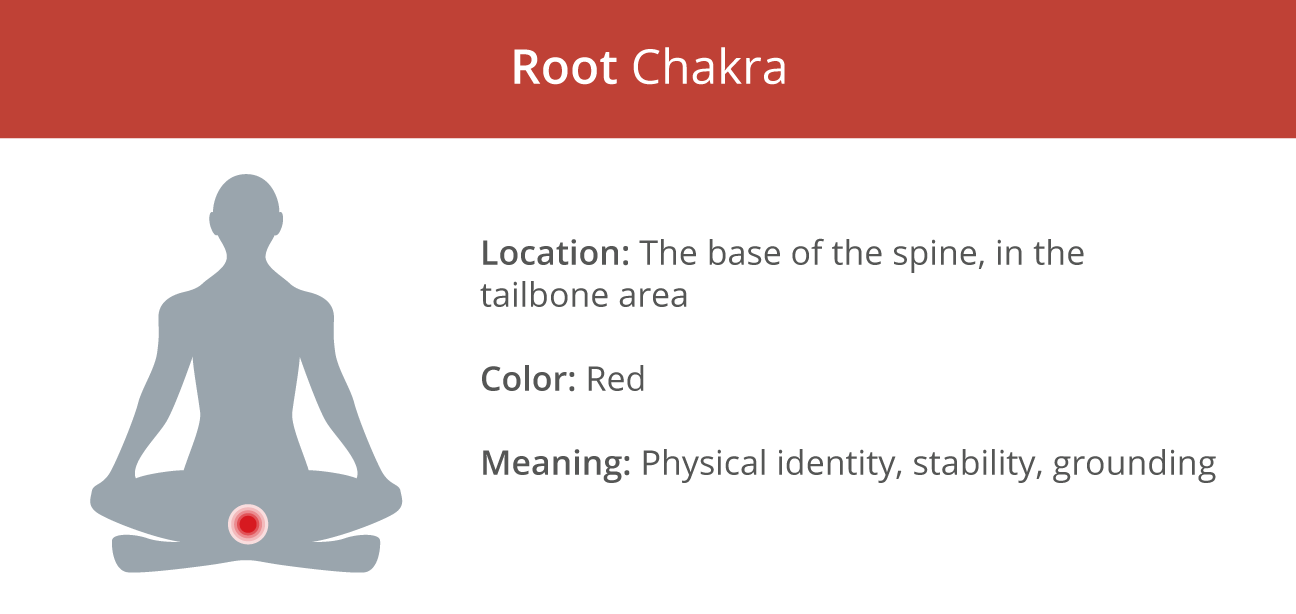 Root Chakra
Location: The base of the spine, in the
tailbone area
Color: Red
Meaning: Physical identity, stability, grounding